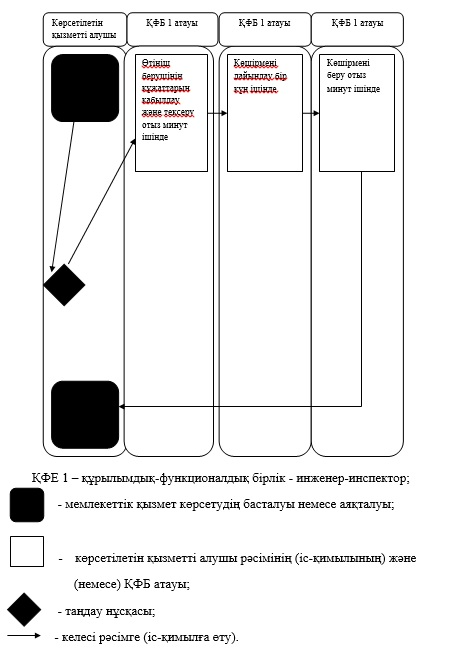 Көрсетілетін
қызметті алушы
ҚФБ 1 атауы
ҚФБ 1 атауы
ҚФБ 1 атауы
Өтініш
берушінің
құжаттарын
қабылдау
және тексеру
отыз минут
ішінде
Көшірмені
дайындау бір
күн ішінде
Көшірмені
беру отыз
минут ішінде
ҚФЕ 1 – құрылымдық-функционалдық бірлік - инженер-инспектор;
- мемлекеттік қызмет көрсетудің басталуы немесе аяқталуы;
- көрсетілетін қызметті алушы рәсімінің (іс-қимылының) және
(немесе) ҚФБ атауы;
- таңдау нұсқасы;
- келесі рәсімге (іс-қимылға өту).